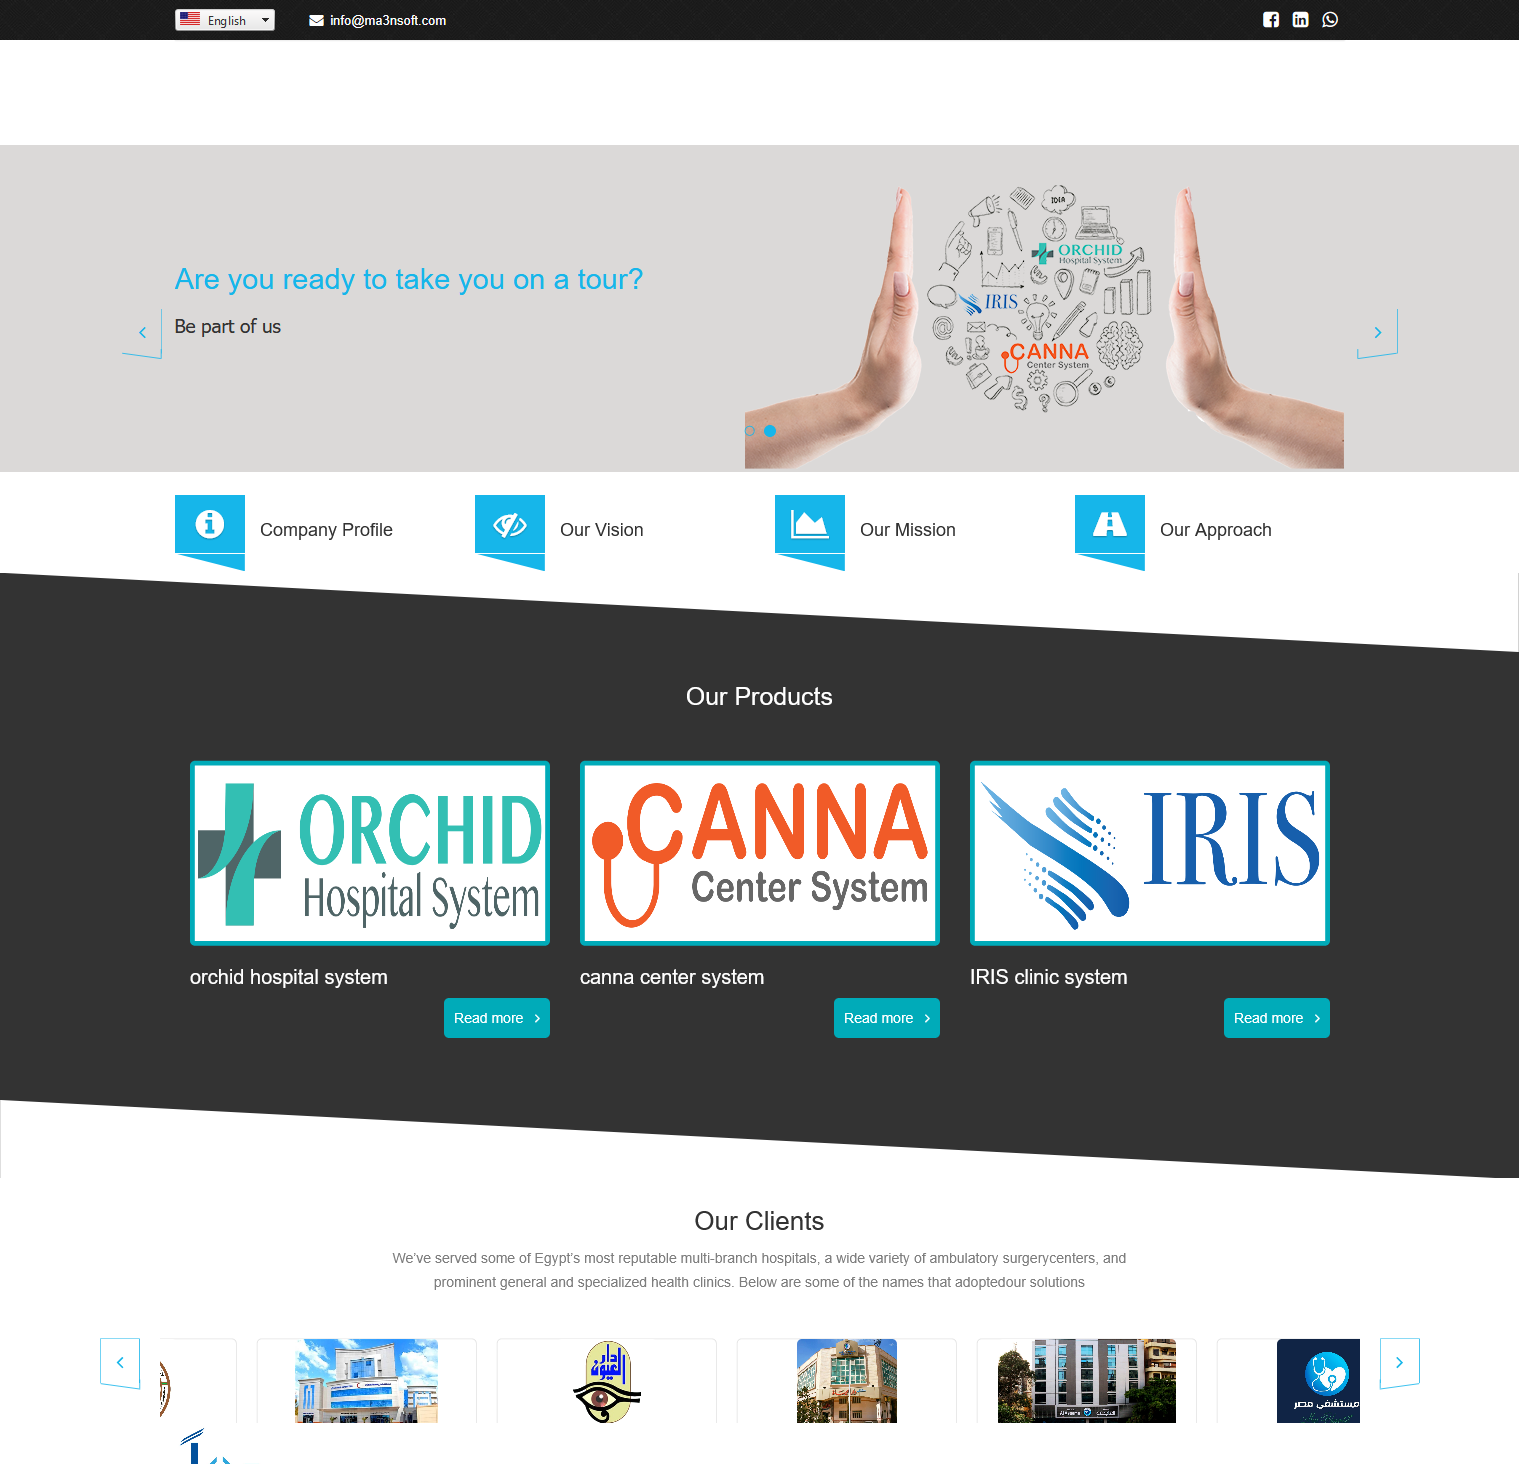 English
info@ma3nsoft.com
Are you ready to take you on a tour?
Be part of us
IDIA
ORCHID
Hospital System
IRIS
CANNA
Center System
Company Profile
Our Vision
Our Mission
Our Approach
Our Products
ORCHID
Hospital System
CANNA
Center System
IRIS
orchid hospital system
canna center system
IRIS clinic system
Read more
Read more
Read more
Our Clients
We've served some of Egypt's most reputable multi-branch hospitals, a wide variety of ambulatory surgerycenters, and
prominent general and specialized health clinics. Below are some of the names that adoptedour solutions
دار
العيون
مستشفي مصر